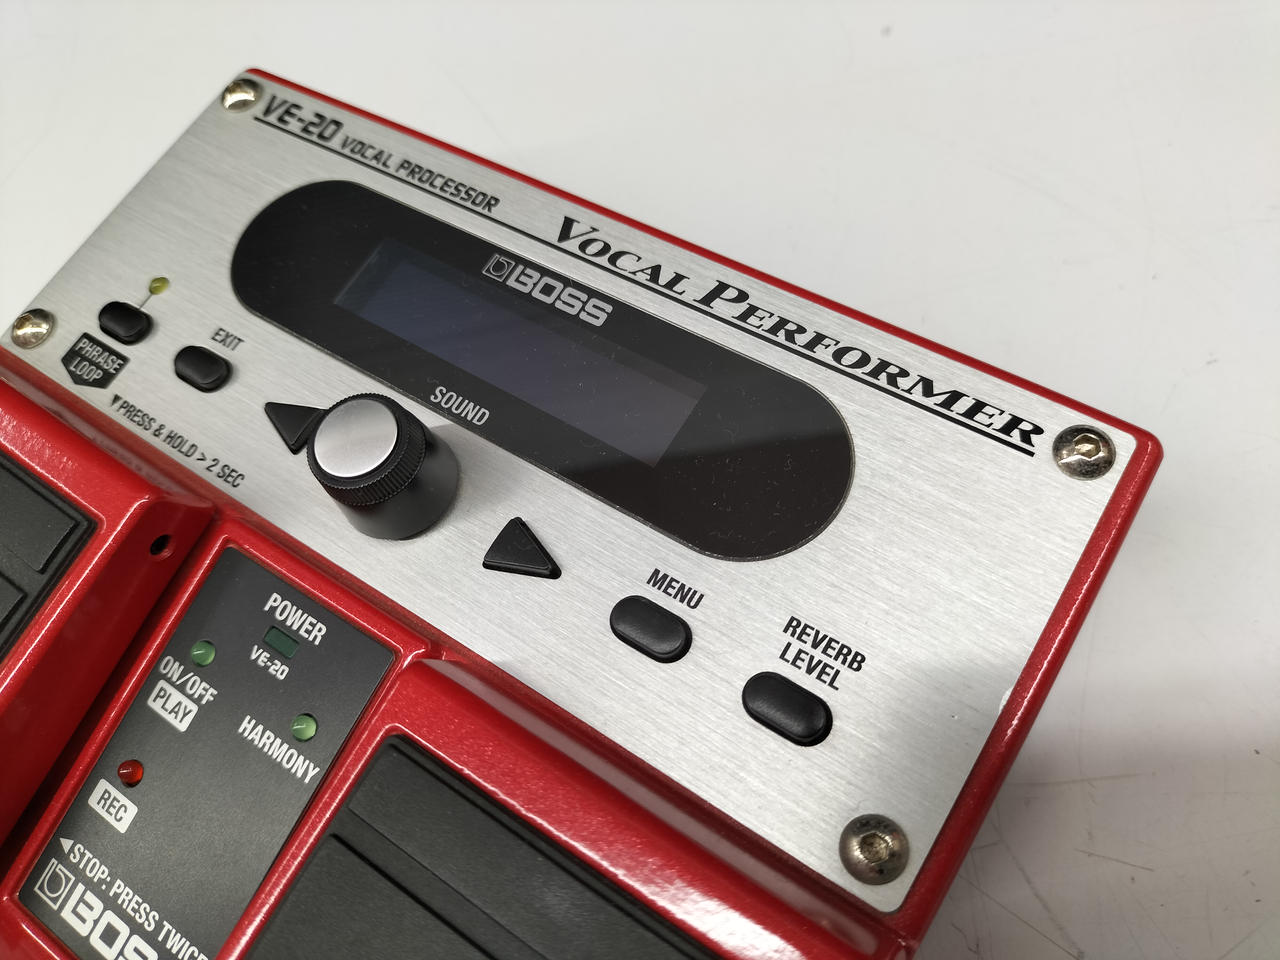 VE-20 VOCAL PROCESSOR
VOCAL PERFORMER
BOSS
PHRASE
LOOP
EXIT
▼PRESS & HOLD > 2 SEC
SOUND
MENU
REVERB
LEVEL
POWER
VE-20
ON/OFF
PLAY
HARMONY
REC
◀STOP: PRESS TWICE
BOSS